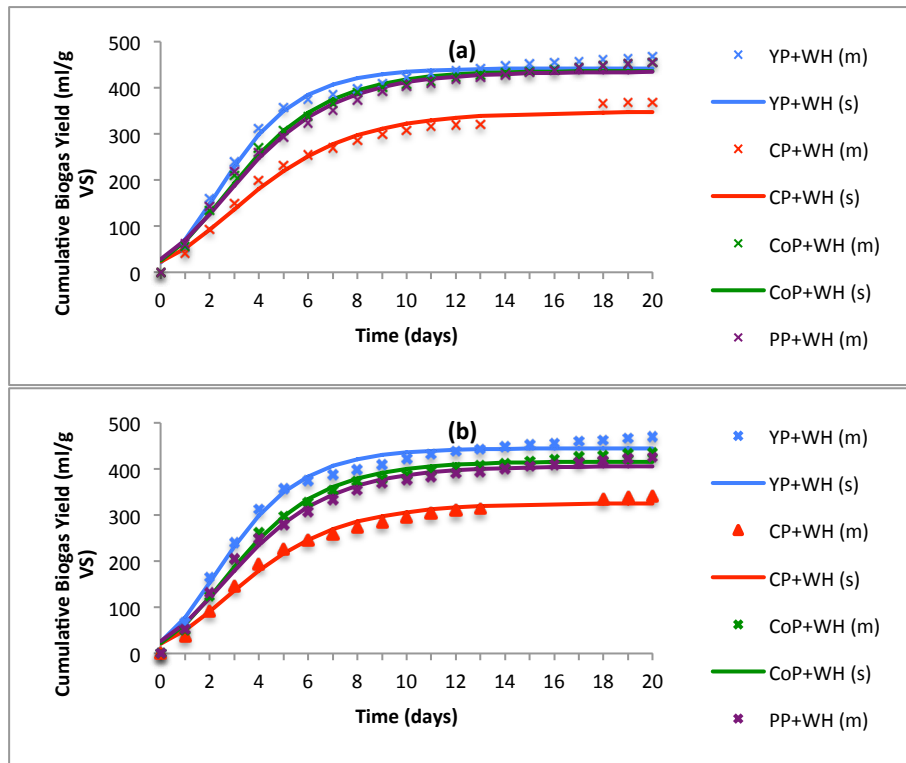 (a)
500
400
300
200
100
0
Cumulative Biogas Yield (ml/g
VS)
0 2 4 6 8 10 12 14 16 18 20
Time (days)
YP+WH (m)
YP+WH (s)
CP+WH (m)
CP+WH (s)
CoP+WH (m)
CoP+WH (s)
PP+WH (m)
(b)
500
400
300
200
100
0
Cumulative Biogas Yield (ml/g
VS)
0 2 4 6 8 10 12 14 16 18 20
Time (days)
YP+WH (m)
YP+WH (s)
CP+WH (m)
CP+WH (s)
CoP+WH (m)
CoP+WH (s)
PP+WH (m)